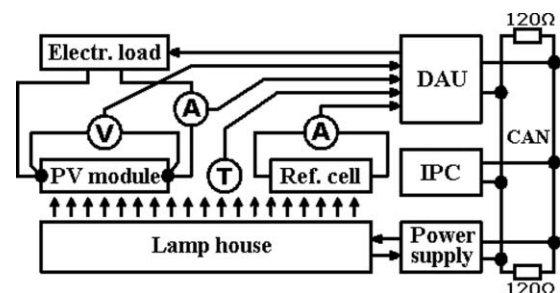 120Ω
Electr. load
DAU
A
V
A
CAN
PV module
T
Ref. cell
IPC
Lamp house
Power
supply
120Ω